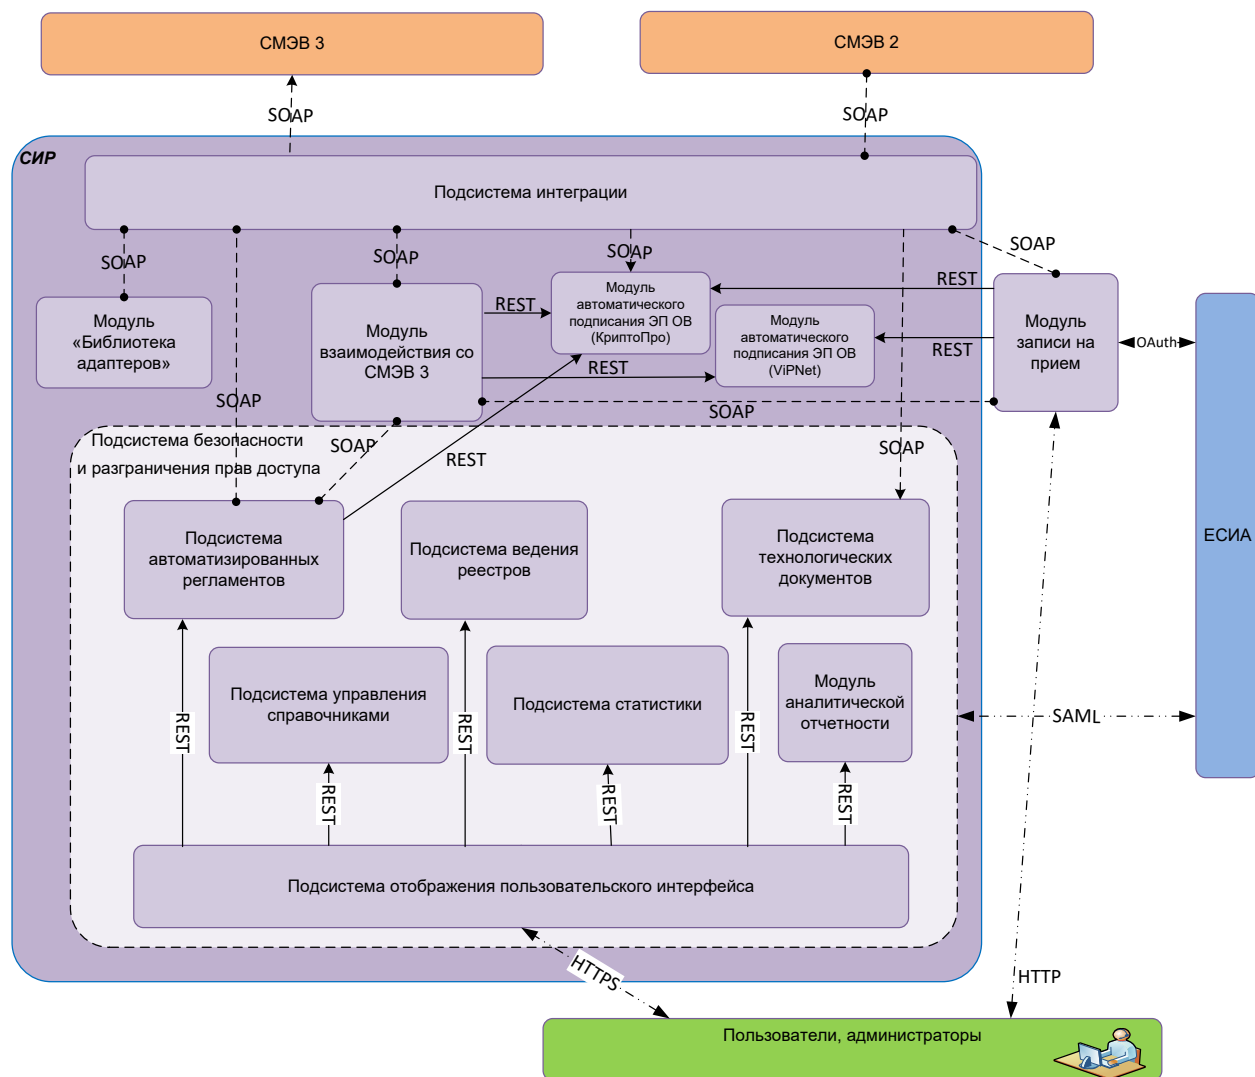 СМЭВ 3
СМЭВ 2
SOAP
SOAP
СИР
Подсистема интеграции
SOAP
SOAP
SOAP
SOAP
SOAP
SOAP
Модуль
«Библиотека
адаптеров»
Модуль
взаимодействия со
СМЭВ 3
REST
Модуль
автоматического
подписания ЭП ОВ
(КриптоПро)
REST
Модуль
автоматического
подписания ЭП ОВ
(ViPNet)
REST
REST
Модуль
записи на
прием
OAuth
ЕСИА
SOAP
SOAP
REST
Подсистема безопасности
и разграничения прав доступа
Подсистема
автоматизированных
регламентов
Подсистема ведения
реестров
Подсистема
технологических
документов
Подсистема управления
справочниками
Подсистема статистики
Модуль
аналитической
отчетности
SAML
REST
REST
REST
REST
REST
REST
Подсистема отображения пользовательского интерфейса
HTTPS
HTTP
Пользователи, администраторы